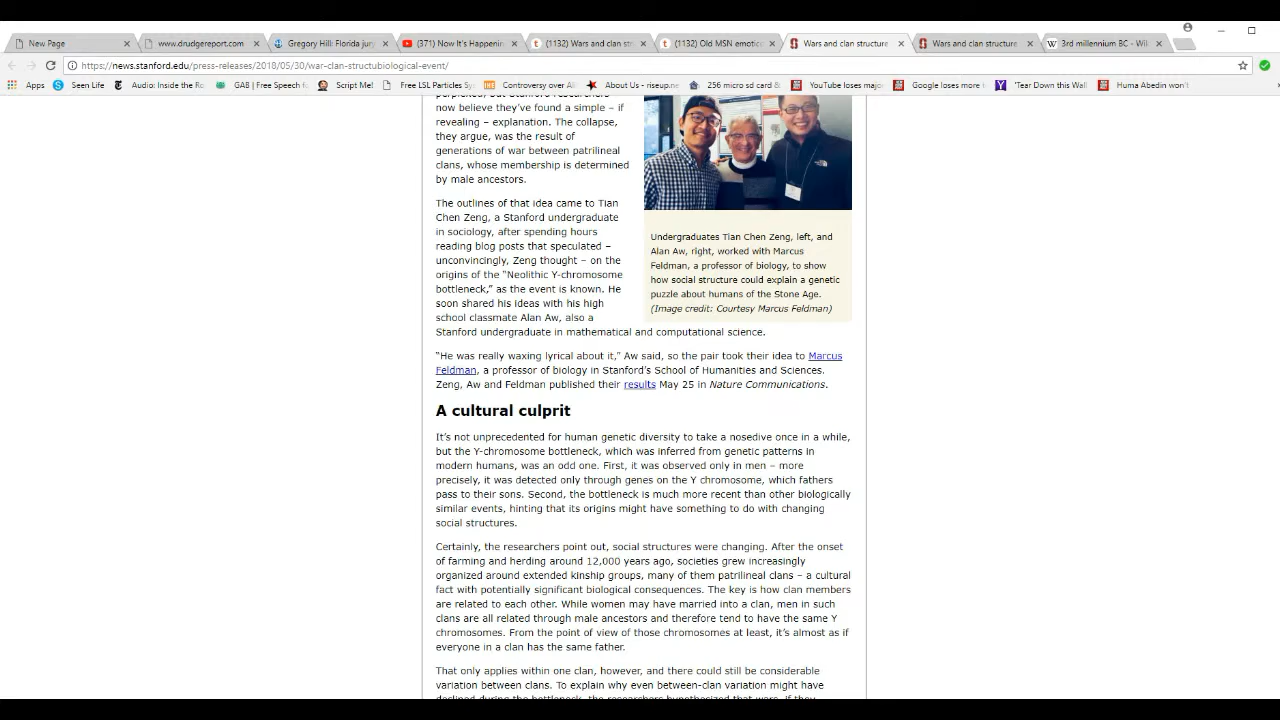 New Page
www.drudgereport.com
Gregory Hill: Florida jury
(371) Now It's Happenin
(1132) Wars and clan str
(1132) Old MSN emotico
Wars and clan structure
Wars and clan structure
3rd millennium BC - Wik
https://news.stanford.edu/press-releases/2018/05/30/war-clan-structubiological-event/
Apps
Seen Life
Audio: Inside the Ro
GAB | Free Speech f
Script Me!
Free LSL Particles Sy
Controversy over Al
About Us - riseup.ne
256 micro sd card &
YouTube loses major
Google loses more
'Tear Down this Wall
Huma Abedin won't
now believe they've found a simple – if
revealing – explanation. The collapse,
they argue, was the result of
generations of war between patrilineal
clans, whose membership is determined
by male ancestors.
The outlines of that idea came to Tian
Chen Zeng, a Stanford undergraduate
in sociology, after spending hours
reading blog posts that speculated –
unconvincingly, Zeng thought – on the
origins of the "Neolithic Y-chromosome
bottleneck," as the event is known. He
soon shared his ideas with his high
school classmate Alan Aw, also a
Stanford undergraduate in mathematical and computational science.
Undergraduates Tian Chen Zeng, left, and
Alan Aw, right, worked with Marcus
Feldman, a professor of biology, to show
how social structure could explain a genetic
puzzle about humans of the Stone Age.
(Image credit: Courtesy Marcus Feldman)
"He was really waxing lyrical about it," Aw said, so the pair took their idea to Marcus
Feldman, a professor of biology in Stanford's School of Humanities and Sciences.
Zeng, Aw and Feldman published their results May 25 in Nature Communications.
A cultural culprit
It's not unprecedented for human genetic diversity to take a nosedive once in a while,
but the Y-chromosome bottleneck, which was inferred from genetic patterns in
modern humans, was an odd one. First, it was observed only in men – more
precisely, it was detected only through genes on the Y chromosome, which fathers
pass to their sons. Second, the bottleneck is much more recent than other biologically
similar events, hinting that its origins might have something to do with changing
social structures.
Certainly, the researchers point out, social structures were changing. After the onset
of farming and herding around 12,000 years ago, societies grew increasingly
organized around extended kinship groups, many of them patrilineal clans – a cultural
fact with potentially significant biological consequences. The key is how clan members
are related to each other. While women may have married into a clan, men in such
clans are all related through male ancestors and therefore tend to have the same Y
chromosomes. From the point of view of those chromosomes at least, it's almost as if
everyone in a clan has the same father.
That only applies within one clan, however, and there could still be considerable
variation between clans. To explain why even between-clan variation might have
declined during the bottleneck, the researchers hypothesized that wars, if they